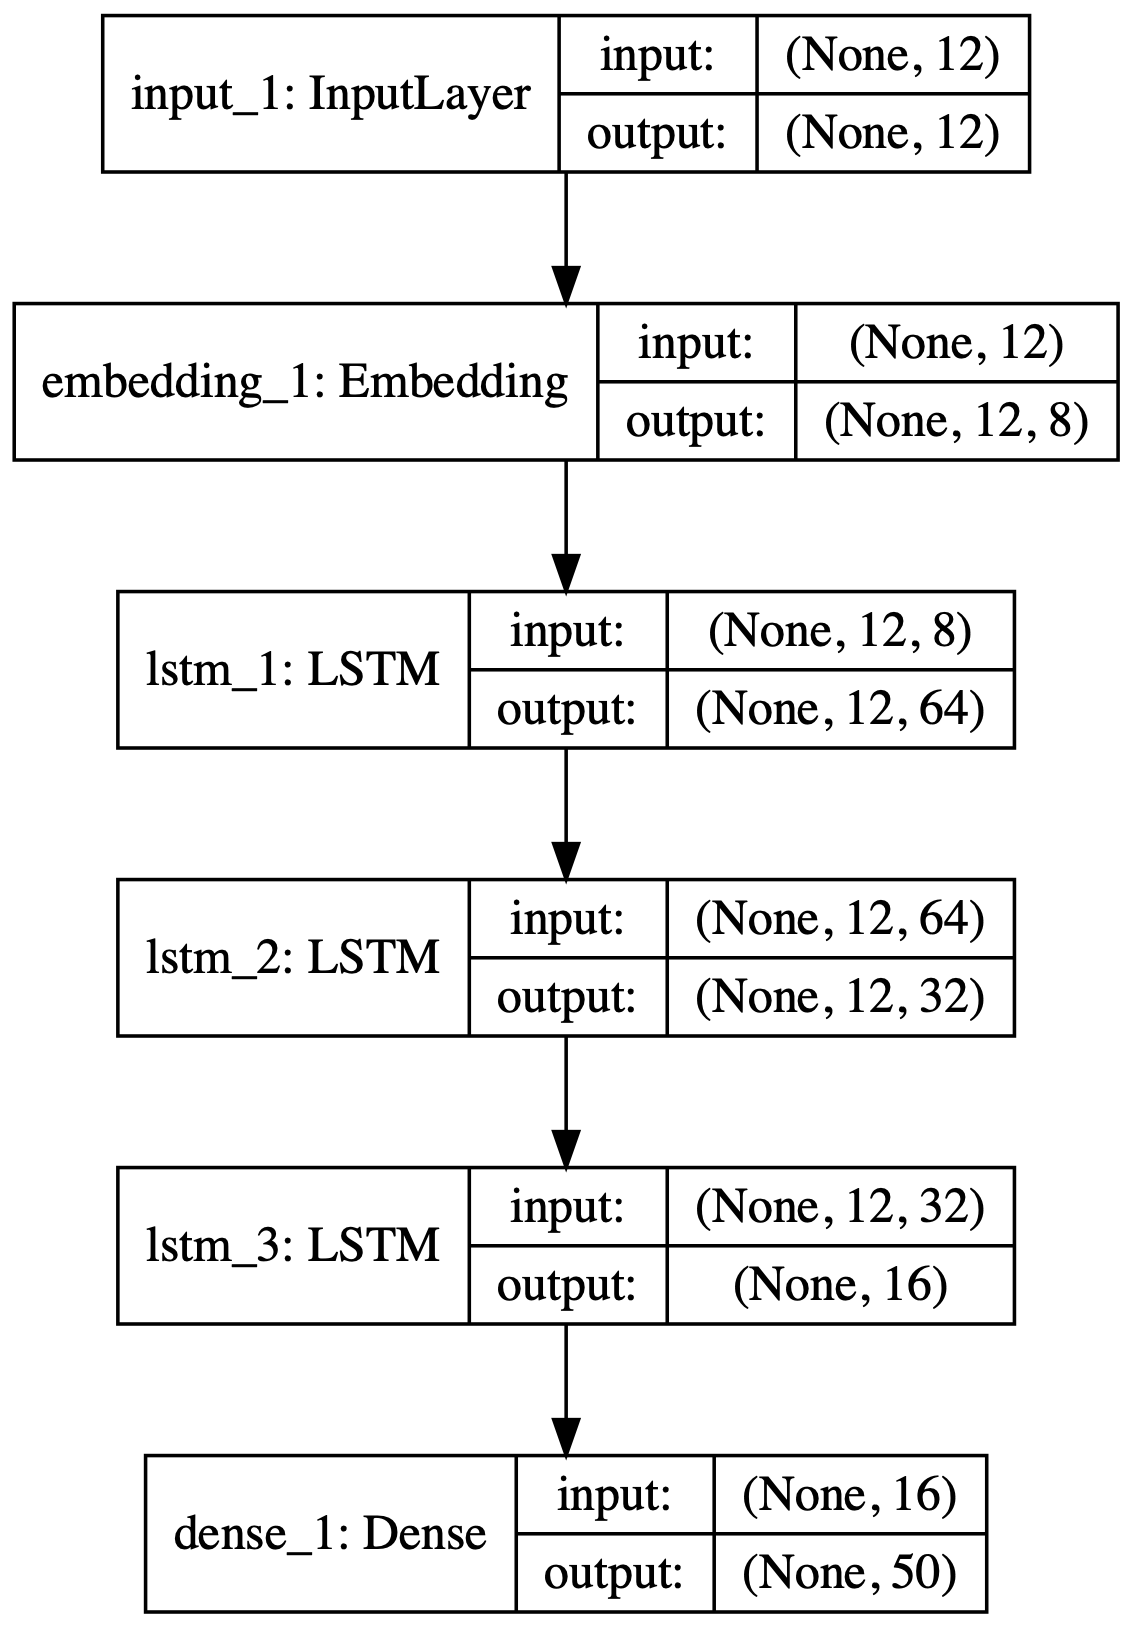 input_1: InputLayer
input: (None, 12)
output: (None, 12)
embedding_1: Embedding
input: (None, 12)
output: (None, 12, 8)
lstm_1: LSTM
input: (None, 12, 8)
output: (None, 12, 64)
lstm_2: LSTM
input: (None, 12, 64)
output: (None, 12, 32)
lstm_3: LSTM
input: (None, 12, 32)
output: (None, 16)
dense_1: Dense
input: (None, 16)
output: (None, 50)